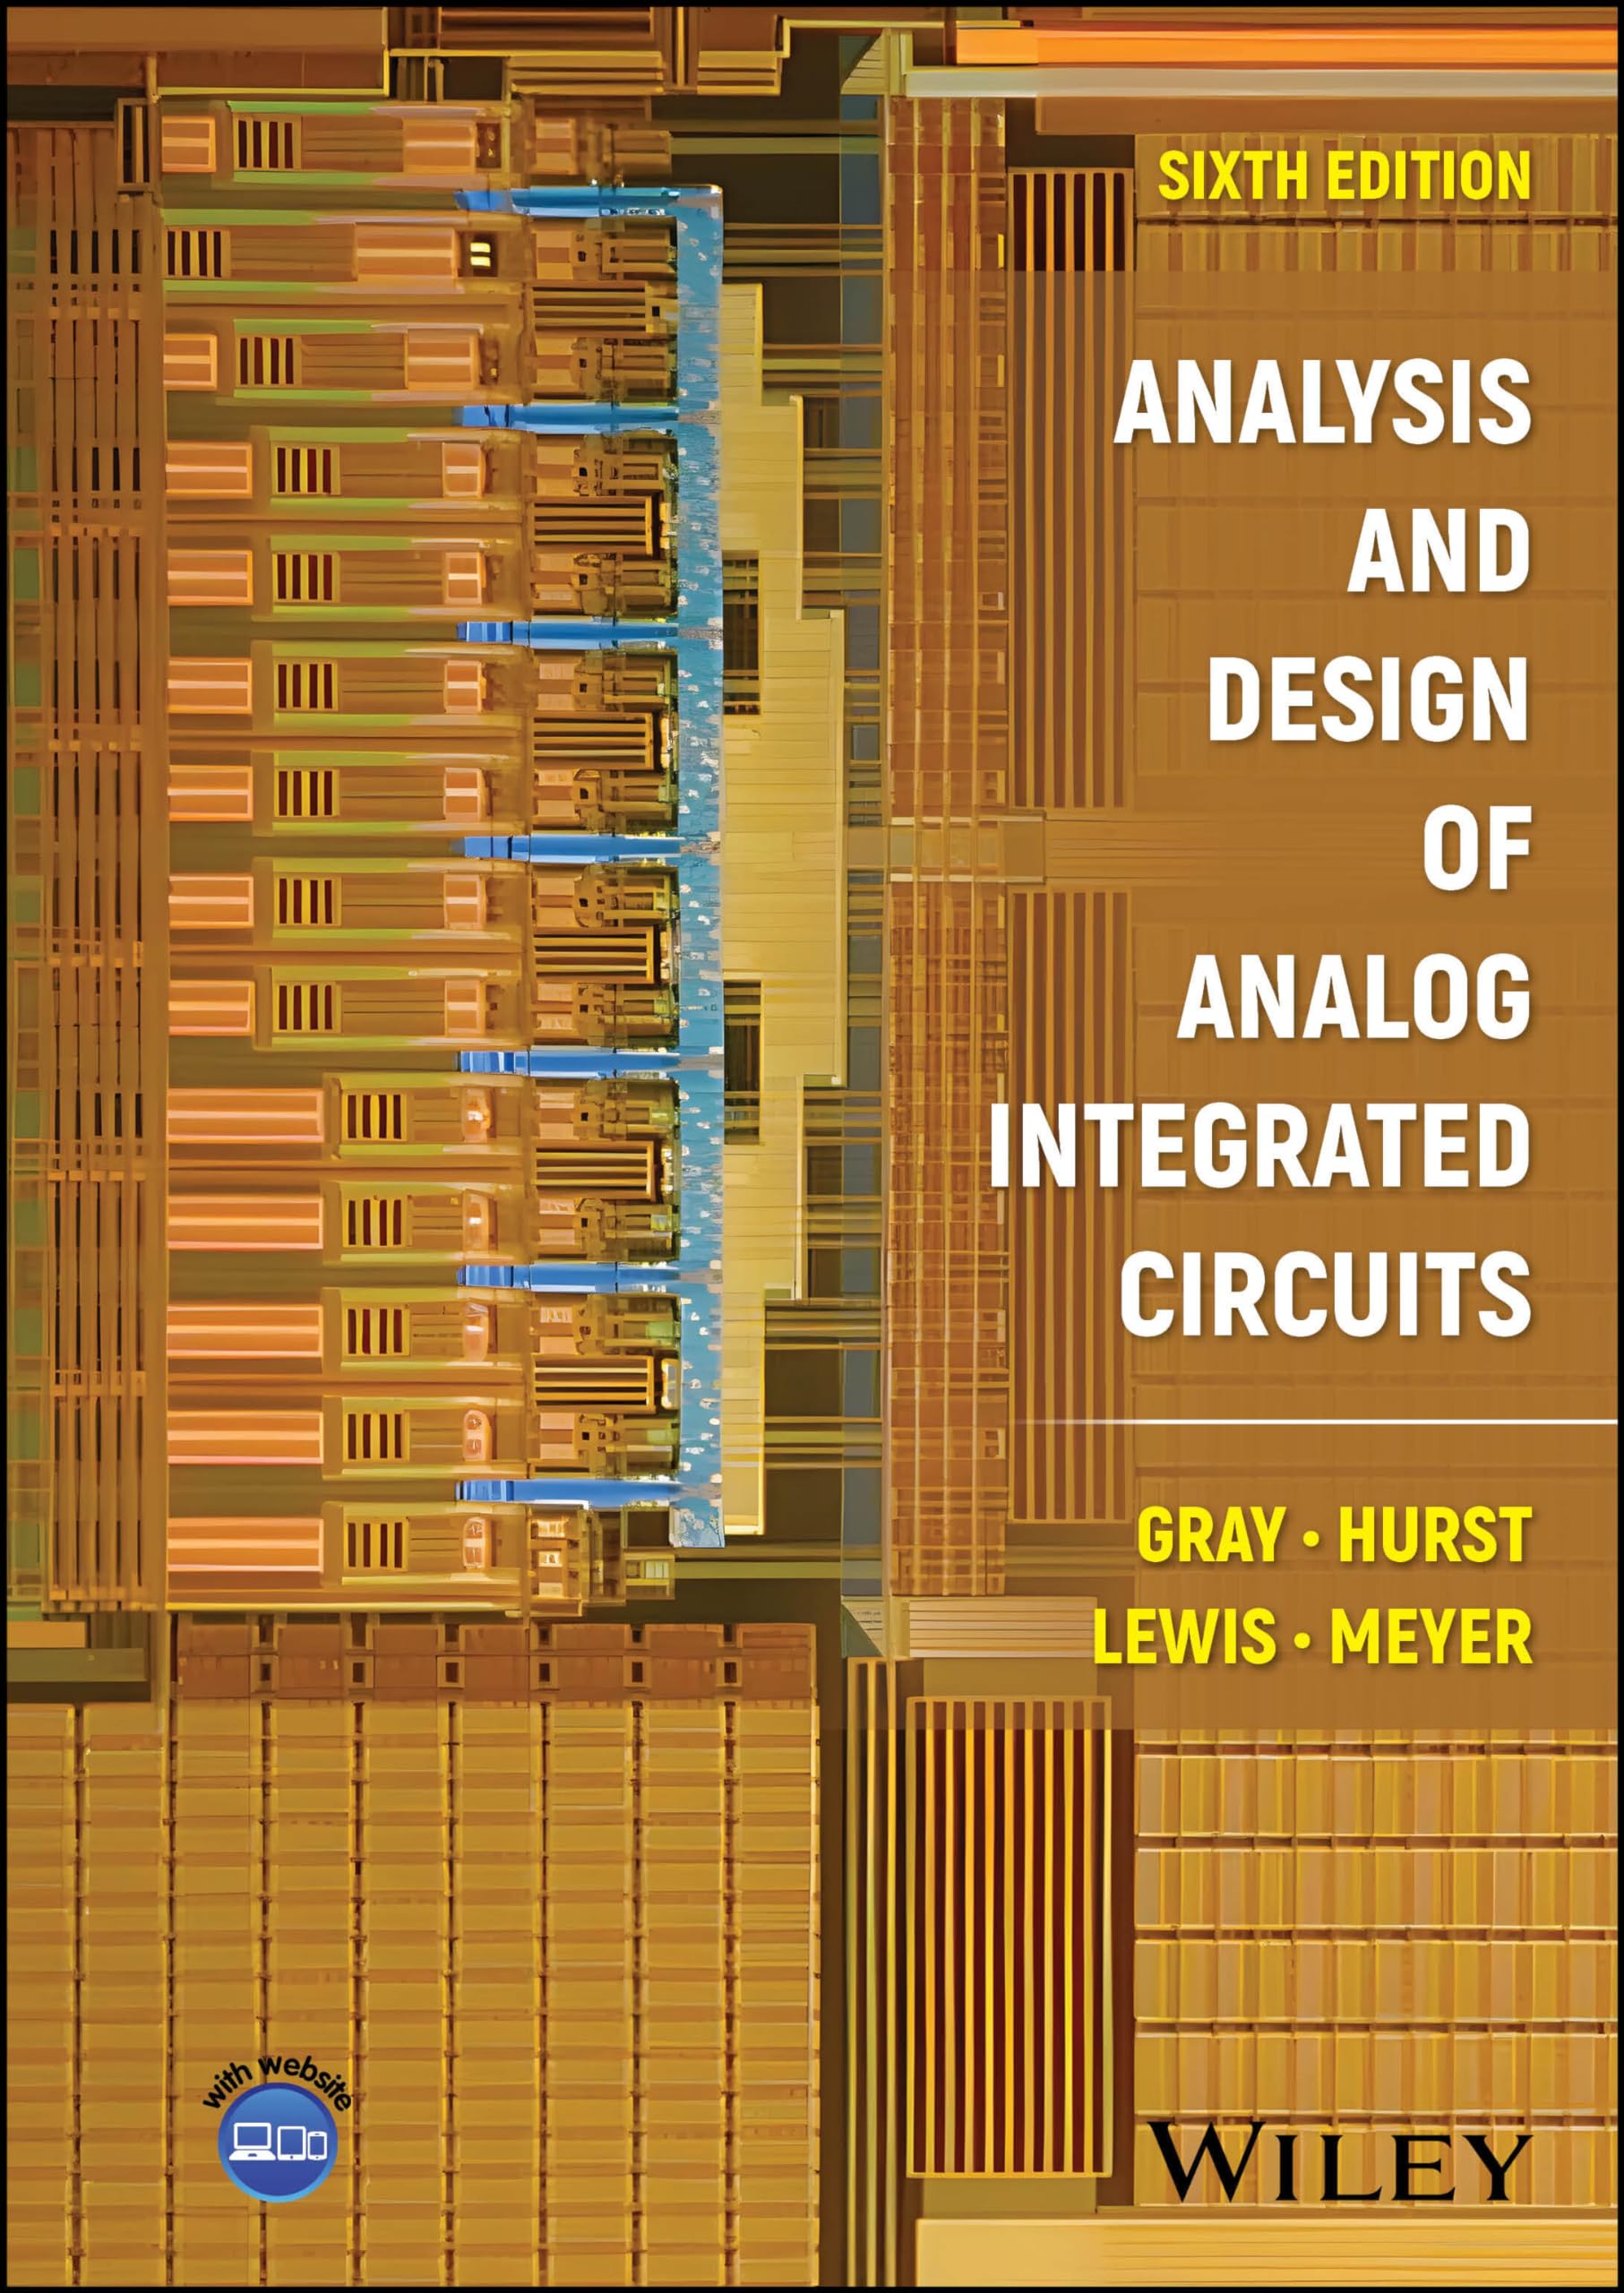 SIXTH EDITION
ANALYSIS
AND
DESIGN
OF
ANALOG
INTEGRATED
CIRCUITS
GRAY • HURST
LEWIS • MEYER
with website
WILEY